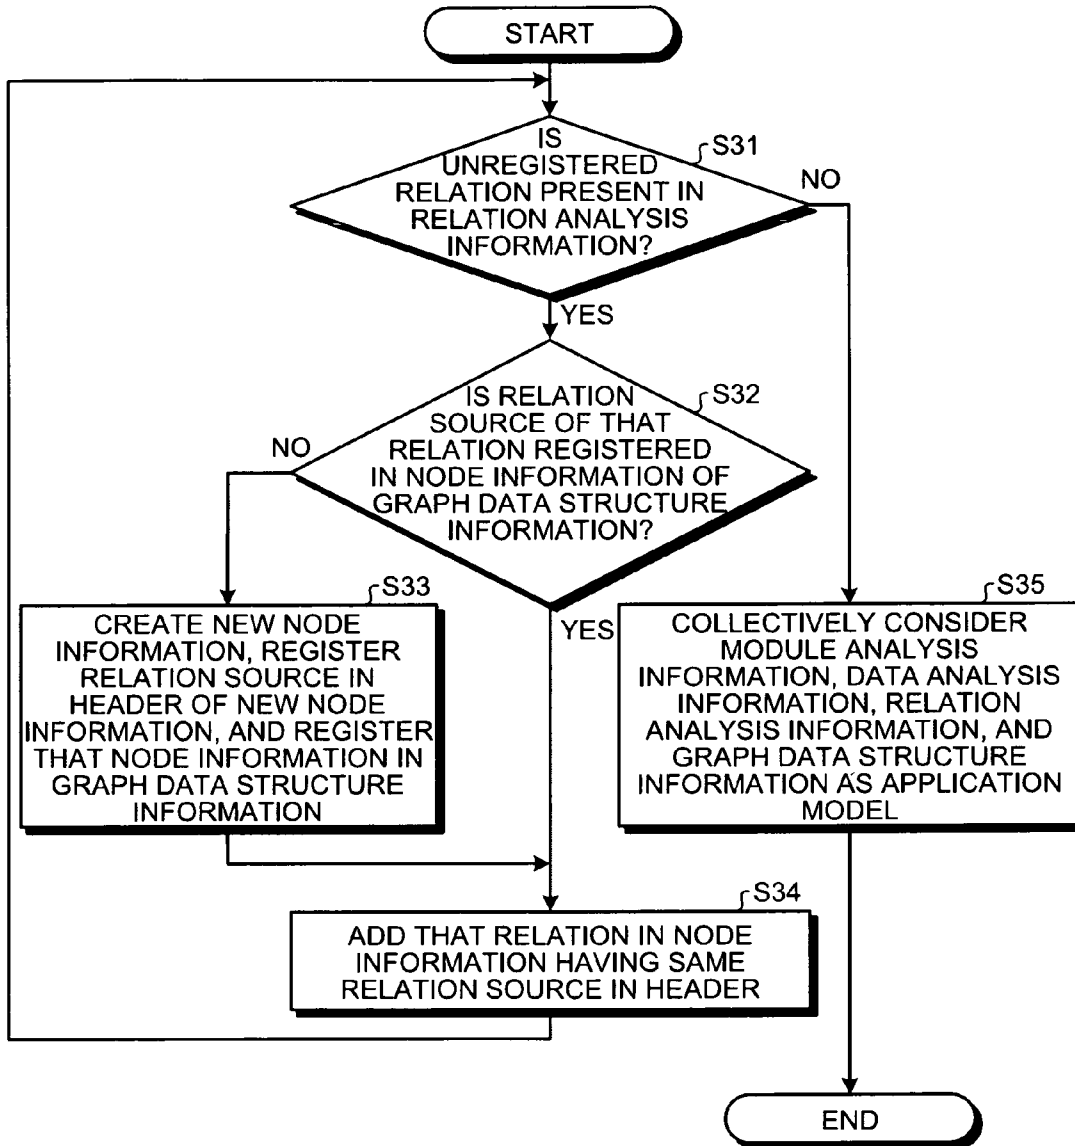 START
IS
UNREGISTERED
RELATION PRESENT IN
RELATION ANALYSIS
INFORMATION?
S31
NO
YES
IS RELATION
SOURCE OF THAT
RELATION REGISTERED
IN NODE INFORMATION OF
GRAPH DATA STRUCTURE
INFORMATION?
S32
NO
YES
S33
CREATE NEW NODE
INFORMATION, REGISTER
RELATION SOURCE IN
HEADER OF NEW NODE
INFORMATION, AND REGISTER
THAT NODE INFORMATION IN
GRAPH DATA STRUCTURE
INFORMATION
S35
COLLECTIVELY CONSIDER
MODULE ANALYSIS
INFORMATION, DATA ANALYSIS
INFORMATION, RELATION
ANALYSIS INFORMATION, AND
GRAPH DATA STRUCTURE
INFORMATION AS APPLICATION
MODEL
S34
ADD THAT RELATION IN NODE
INFORMATION HAVING SAME
RELATION SOURCE IN HEADER
END